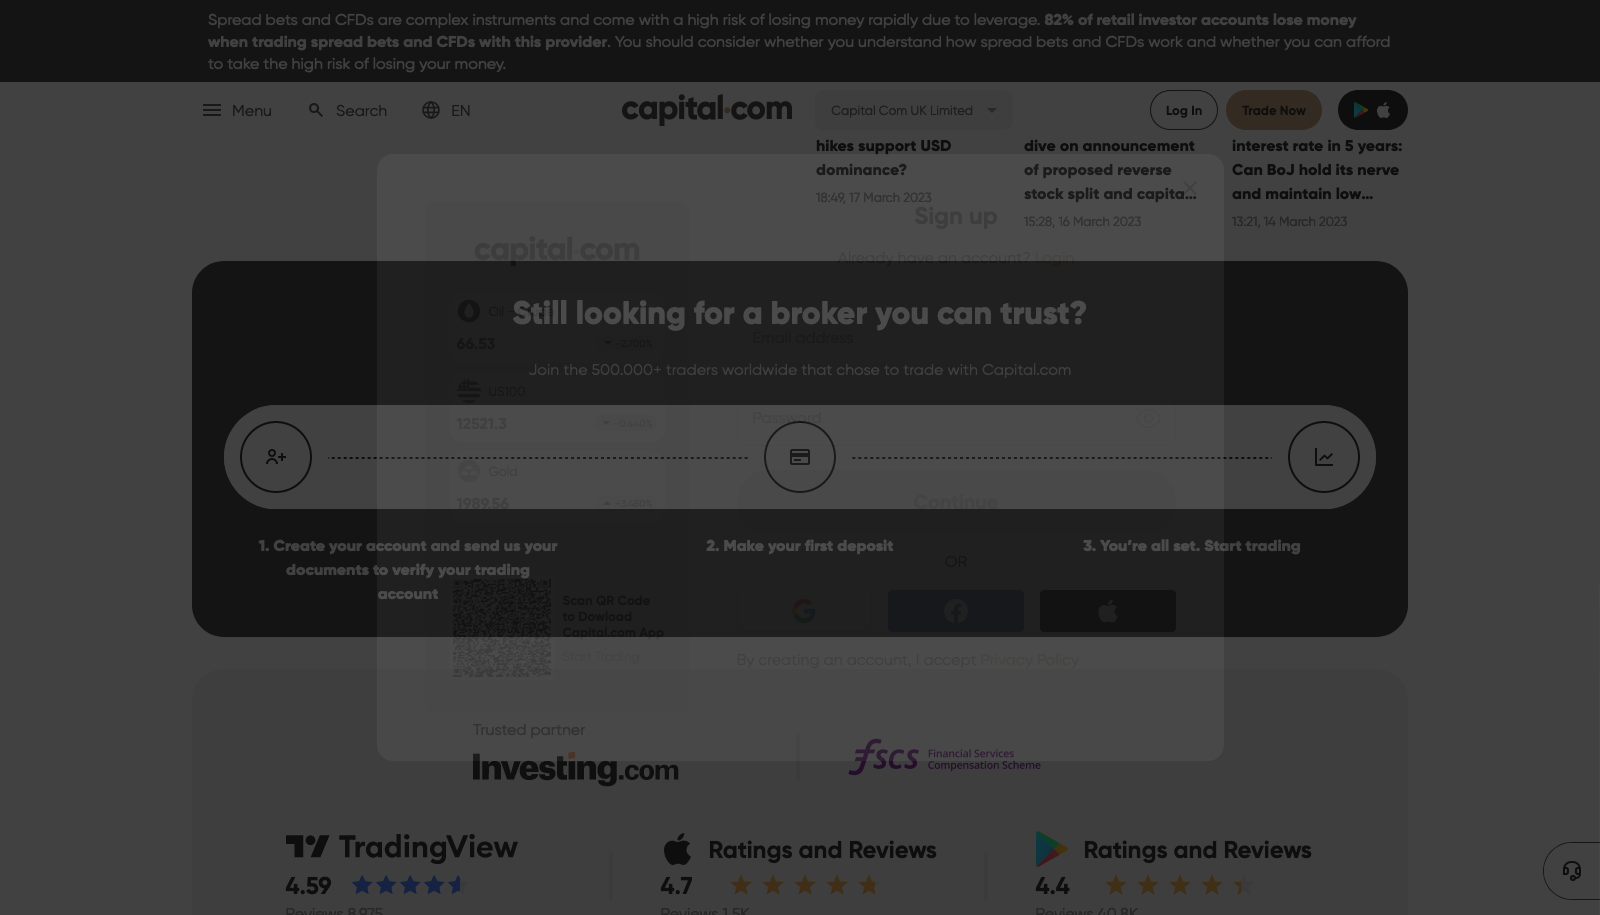 Spread bets and CFDs are complex instruments and come with a high risk of losing money rapidly due to leverage. 82% of retail investor accounts lose money
when trading spread bets and CFDs with this provider. You should consider whether you understand how spread bets and CFDs work and whether you can afford
to take the high risk of losing your money.
Menu
Search
EN
capital.com
Capital Com UK Limited
Log In
Trade Now
hikes support USD
dominance?
18:49, 17 March 2023
dive on announcement
of proposed reverse
stock split and capita...
15:28, 16 March 2023
interest rate in 5 years:
Can BoJ hold its nerve
and maintain low...
13:21, 14 March 2023
Sign up
Already have an account? Login
capital.com
Still looking for a broker you can trust?
Join the 500.000+ traders worldwide that chose to trade with Capital.com
66.53
US100
12521.3
Gold
1989.56
Email address
Password
Continue
1. Create your account and send us your
documents to verify your trading
account
2. Make your first deposit
3. You’re all set. Start trading
OR
Scan QR Code
to Dowload
Capital.com App
Start Trading
By creating an account, I accept Privacy Policy
Trusted partner
Investing.com
fscs
Financial Services
Compensation Scheme
TradingView
4.59
Reviews 8,975
Ratings and Reviews
4.7
Reviews 1.5K
Ratings and Reviews
4.4
Reviews 40.8K